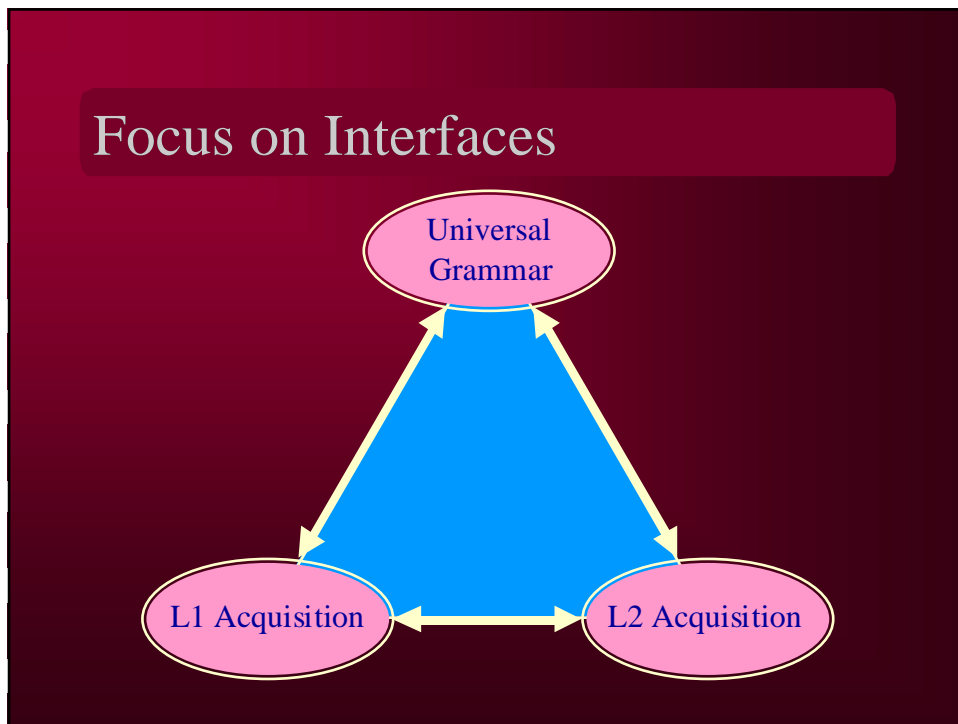 Focus on Interfaces
Universal
Grammar
L1 Acquisition
L2 Acquisition